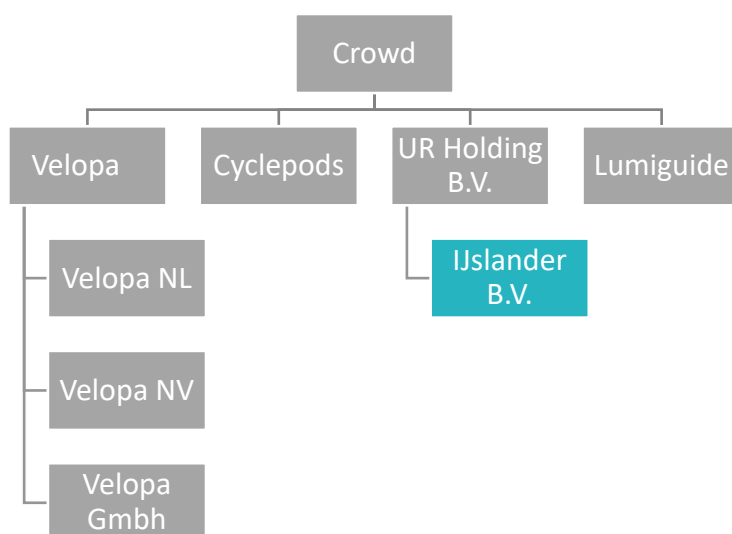 Crowd
Velopa
Cyclepods
UR Holding
B.V.
Lumiguide
Velopa NL
IJslander
B.V.
Velopa NV
Velopa
Gmbh